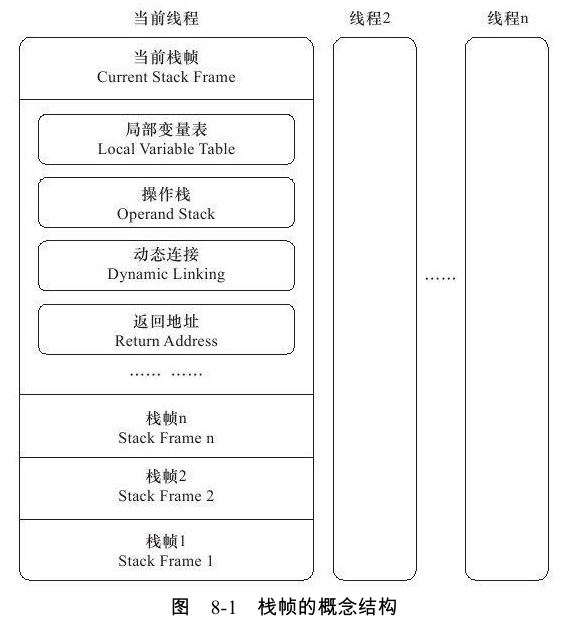 当前线程
线程2
线程n
当前栈帧
Current Stack Frame
局部变量表
Local Variable Table
操作栈
Operand Stack
动态连接
Dynamic Linking
返回地址
Return Address
…… ……
……
栈帧n
Stack Frame n
栈帧2
Stack Frame 2
栈帧1
Stack Frame 1
图 8-1 栈帧的概念结构